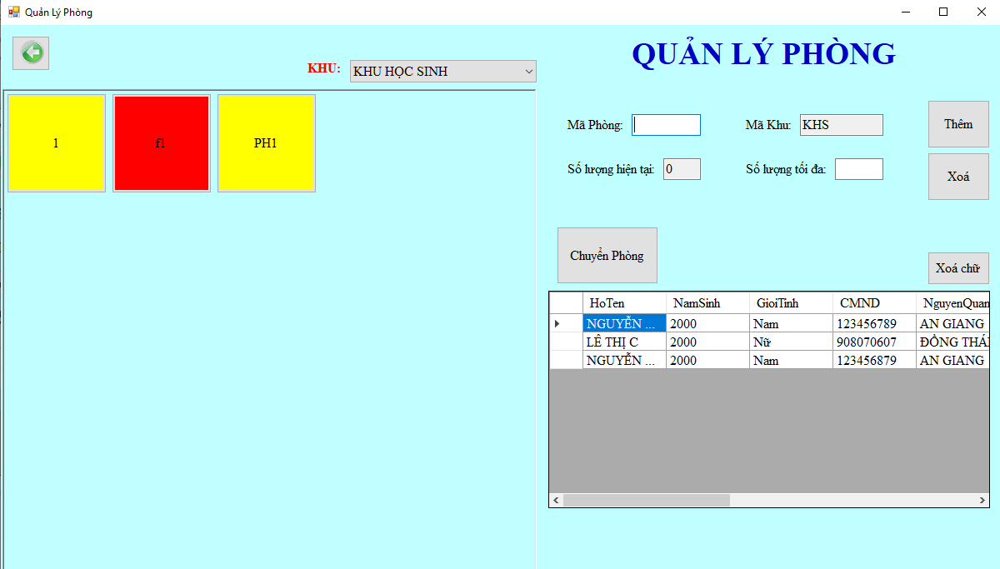 Quản Lý Phòng
KHU: KHU HỌC SINH
1 f1 PH1
QUẢN LÝ PHÒNG
Mã Phòng: Mã Khu: KHS
Số lượng hiện tại: 0 Số lượng tối đa:
Thêm
Xoá
Chuyển Phòng
Xoá chữ
HoTen NamSinh GioiTinh CMND NguyenQuan
NGUYỄN ... 2000 Nam 123456789 AN GIANG
LÊ THỊ C 2000 Nữ 908070607 ĐỒNG THÁ
NGUYỄN ... 2000 Nam 123456879 AN GIANG